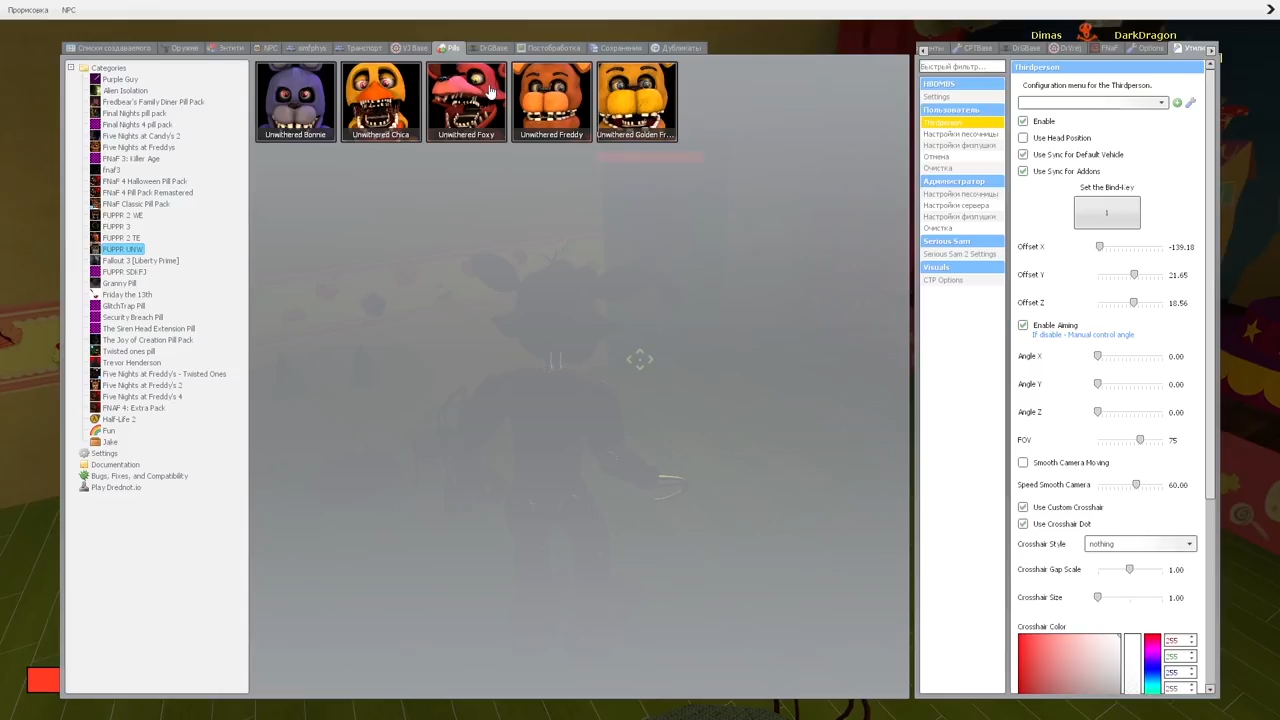 Прорисовка NPC
Dimas DarkDragon
Списки создаваемого Оружие Энтити NPC simfphys Транспорт VJ Base Pills DrGBase Постобработка Сохранения Дубликаты
Categories
Purple Guy
Alien Isolation
Fredbear's Family Diner Pill Pack
Final Nights pill pack
Final Nights 4 pill pack
Five Nights at Candy's 2
Five Nights at Freddys
FNaF 3: Killer Age
fnaf3
FNAF 4 Halloween Pill Pack
FNAF 4 Pill Pack Remastered
FNaF Classic Pill Pack
FUPPR 2 WE
FUPPR 3
FUPPR 2 TE
FUPPR UNW
Fallout 3 [Liberty Prime]
FUPPR SDI:FJ
Granny Pill
Friday the 13th
GlitchTrap Pill
Security Breach Pill
The Siren Head Extension Pill
The Joy of Creation Pill Pack
Twisted ones pill
Trevor Henderson
Five Nights at Freddy's - Twisted Ones
Five Nights at Freddy's 2
Five Nights at Freddy's 4
FNAF 4: Extra Pack
Half-Life 2
Fun
Jake
Settings
Documentation
Bugs, Fixes, and Compatibility
Play Drednot.io
Unwithered Bonnie
Unwithered Chica
Unwithered Foxy
Unwithered Freddy
Unwithered Golden Fr...
енты CPTBase DrGBase DrVrej FNaF Options Утили
Быстрый фильтр...
HBOMBS
Settings
Пользователь
Thirdperson
Настройки песочницы
Настройки физпушки
Отмена
Очистка
Администратор
Настройки песочницы
Настройки сервера
Настройки физпушки
Очистка
Serious Sam
Serious Sam 2 Settings
Visuals
CTP Options
Thirdperson
Configuration menu for the Thirdperson.
Enable
Use Head Position
Use Sync for Default Vehicle
Use Sync for Addons
Set the Bind-key
1
Offset X -139.18
Offset Y 21.65
Offset Z 18.56
Enable Aiming
If disable - Manual control angle
Angle X 0.00
Angle Y 0.00
Angle Z 0.00
FOV 75
Smooth Camera Moving
Speed Smooth Camera 60.00
Use Custom Crosshair
Use Crosshair Dot
Crosshair Style nothing
Crosshair Gap Scale 1.00
Crosshair Size 1.00
Crosshair Color
255
255
255
255